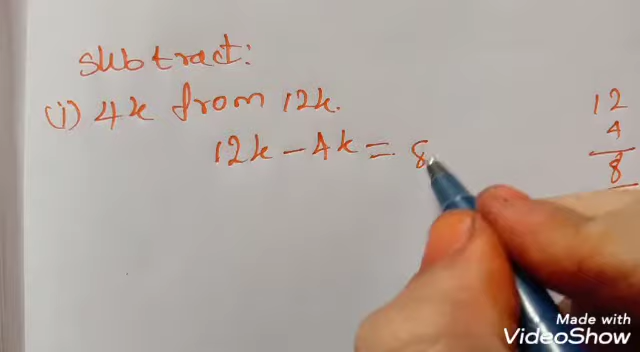 Subtract:
(i) 4k from 12k.
12k - 4k = 8
12
4
8
Made with
VideoShow